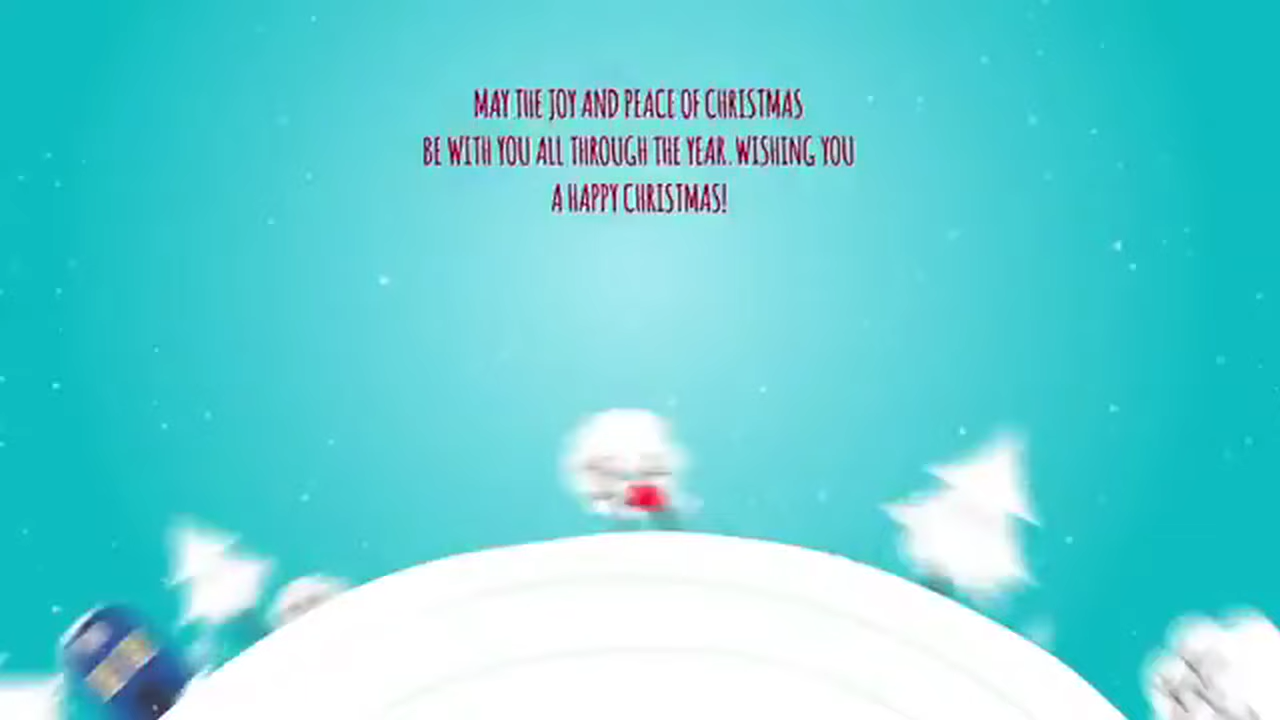 MAY THE JOY AND PEACE OF CHRISTMAS
BE WITH YOU ALL THROUGH THE YEAR. WISHING YOU
A HAPPY CHRISTMAS!